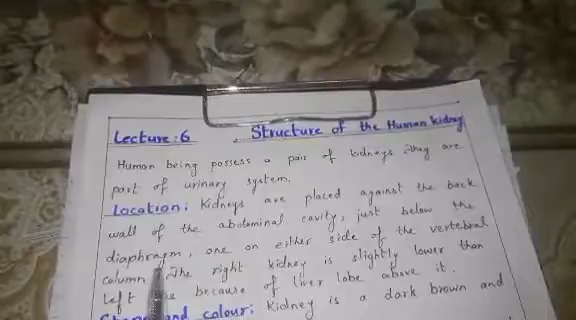 Lecture: 6 Structure of the Human kidney
Human being possess a pair of kidneys. They are
part of urinary system.
Location: Kidneys are placed against the back
wall of the abdominal cavity, just below the
diaphragm, one on either side of the vertebral
column. The right kidney is slightly lower than
left because of liver lobe above it.
and colour: Kidney is a dark brown and